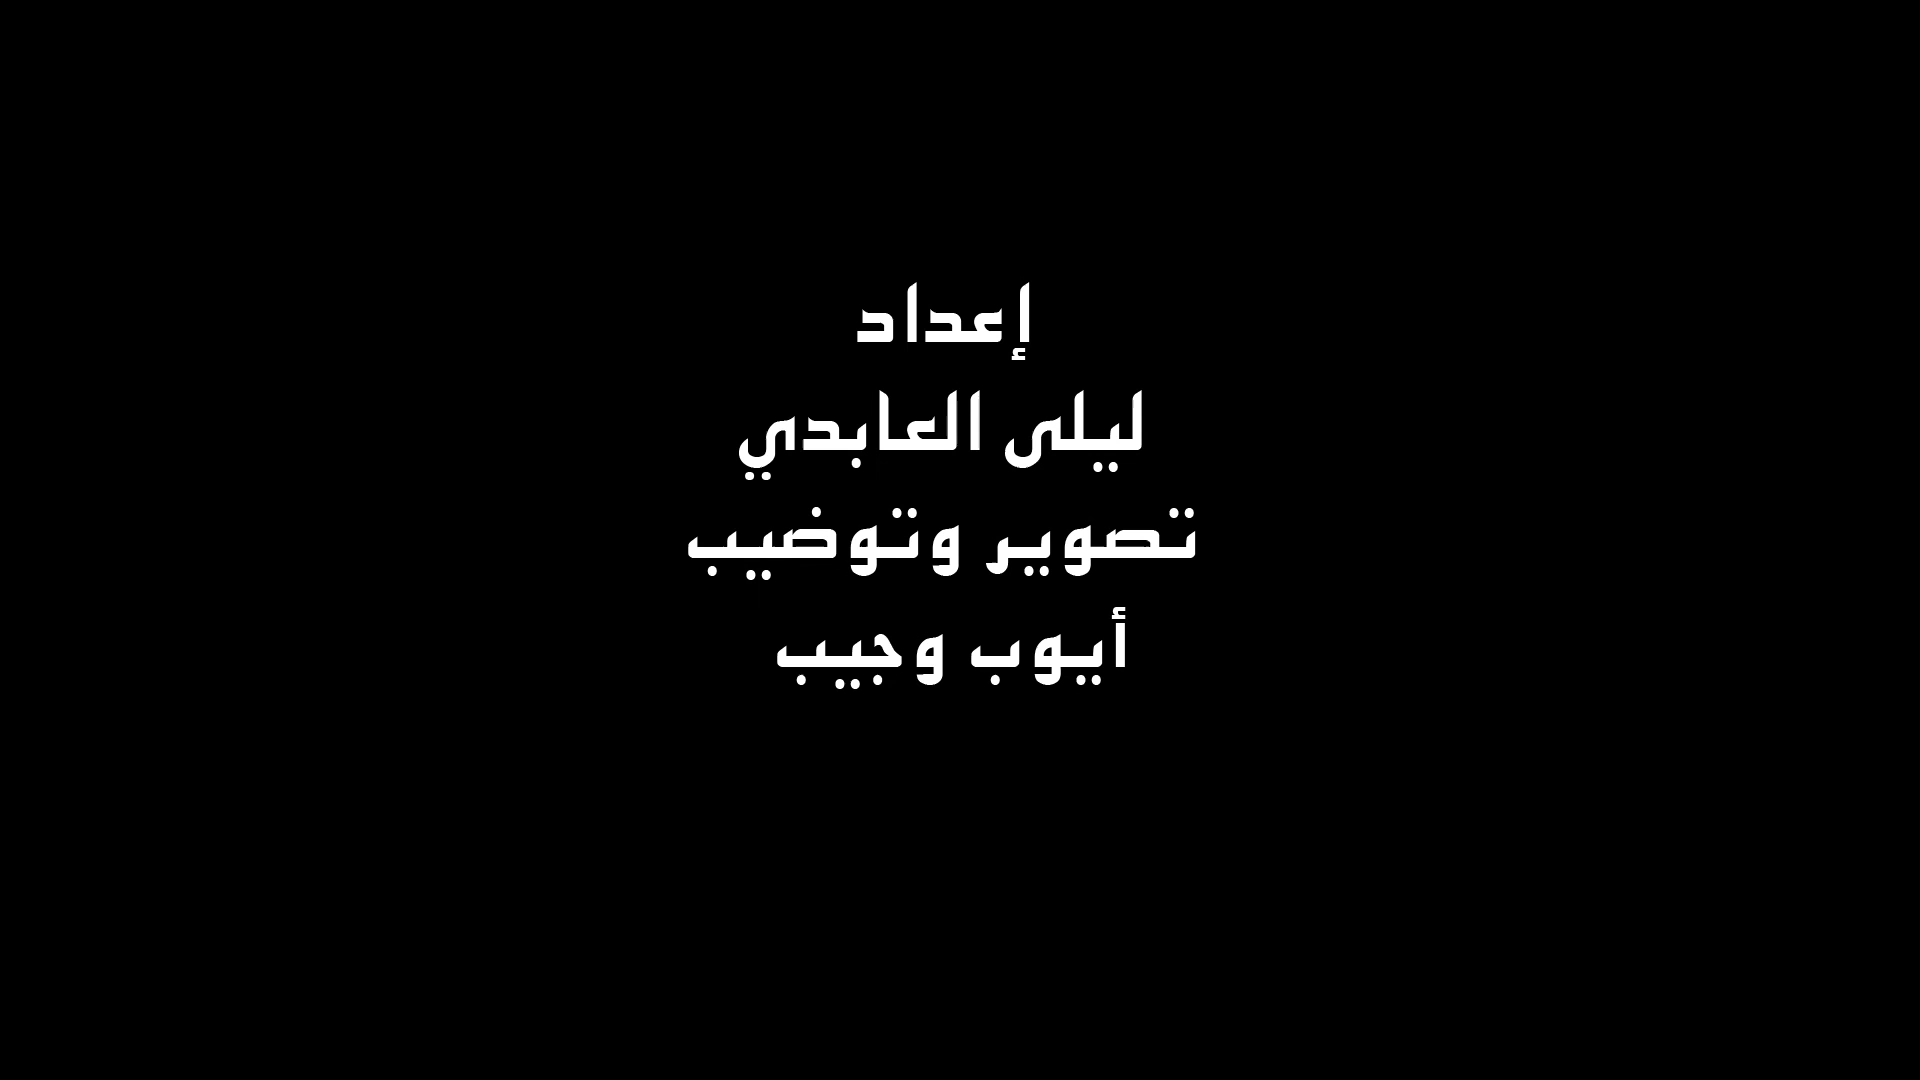 إعداد
ليلى العابدي
تصوير وتوضيب
أيوب وجيب